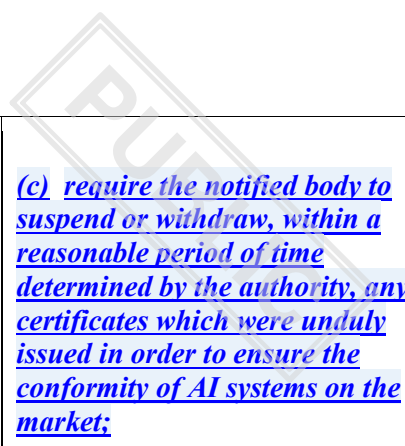 PUBLIC
(c) require the notified body to
suspend or withdraw, within a
reasonable period of time
determined by the authority, any
certificates which were unduly
issued in order to ensure the
conformity of AI systems on the
market;